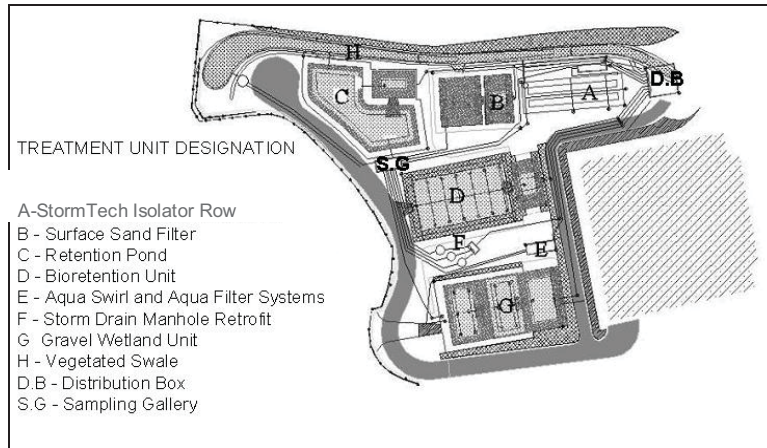 H
D.B
A
B
C
TREATMENT UNIT DESIGNATION
S.G
D
A-StormTech Isolator Row
B - Surface Sand Filter
C - Retention Pond
F
D - Bioretention Unit
E
E - Aqua Swirl and Aqua Filter Systems
F - Storm Drain Manhole Retrofit
G
G Gravel Wetland Unit
H - Vegetated Swale
D.B - Distribution Box
S.G - Sampling Gallery